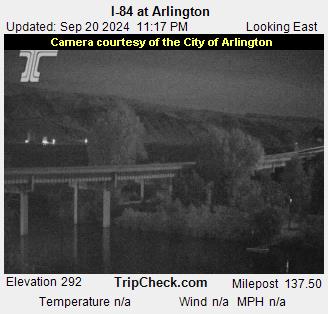 I-84 at Arlington
Updated: Sep 20 2024 11:17 PM Looking East
Camera courtesy of the City of Arlington
Elevation 292 TripCheck.com Milepost 137.50
Temperature n/a Wind n/a MPH n/a